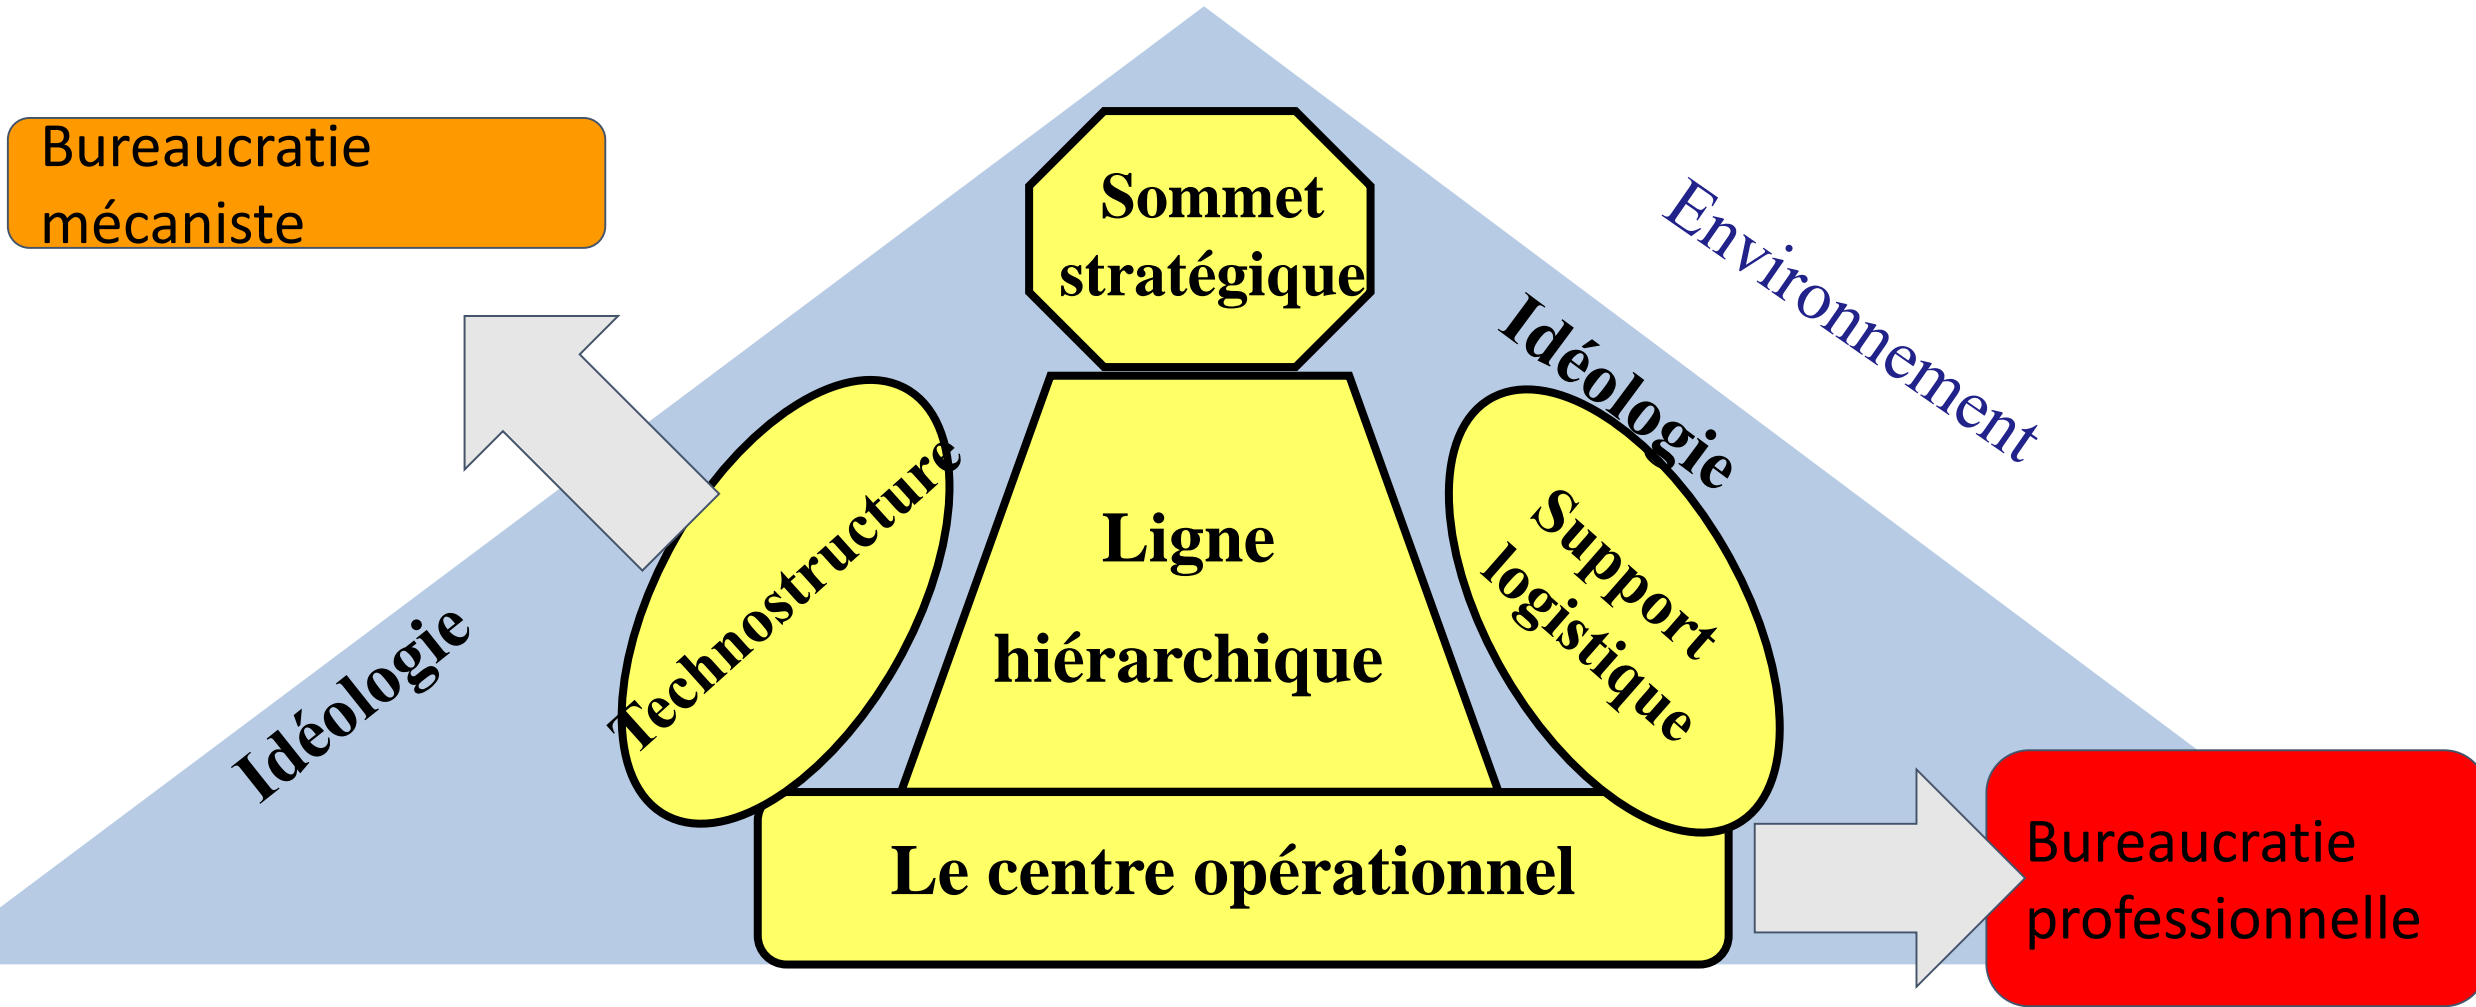 Bureaucratie
mécaniste
Sommet
stratégique
Environnement
Idéologie
Technostructure
Ligne
hiérarchique
Support
logistique
Idéologie
Le centre opérationnel
Bureaucratie
professionnelle